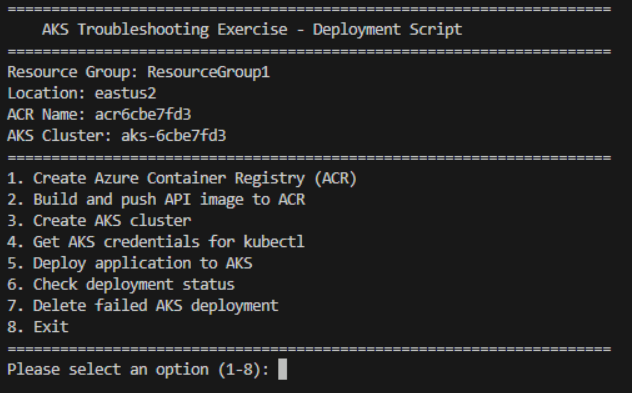 =====================================================================
AKS Troubleshooting Exercise - Deployment Script
=====================================================================
Resource Group: ResourceGroup1
Location: eastus2
ACR Name: acr6cbe7fd3
AKS Cluster: aks-6cbe7fd3
=====================================================================
1. Create Azure Container Registry (ACR)
2. Build and push API image to ACR
3. Create AKS cluster
4. Get AKS credentials for kubectl
5. Deploy application to AKS
6. Check deployment status
7. Delete failed AKS deployment
8. Exit
=====================================================================
Please select an option (1-8):